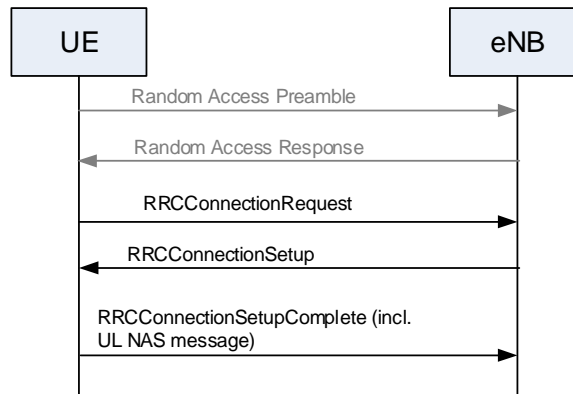 UE
eNB
Random Access Preamble
Random Access Response
RRCConnectionRequest
RRCConnectionSetup
RRCConnectionSetupComplete (incl.
UL NAS message)